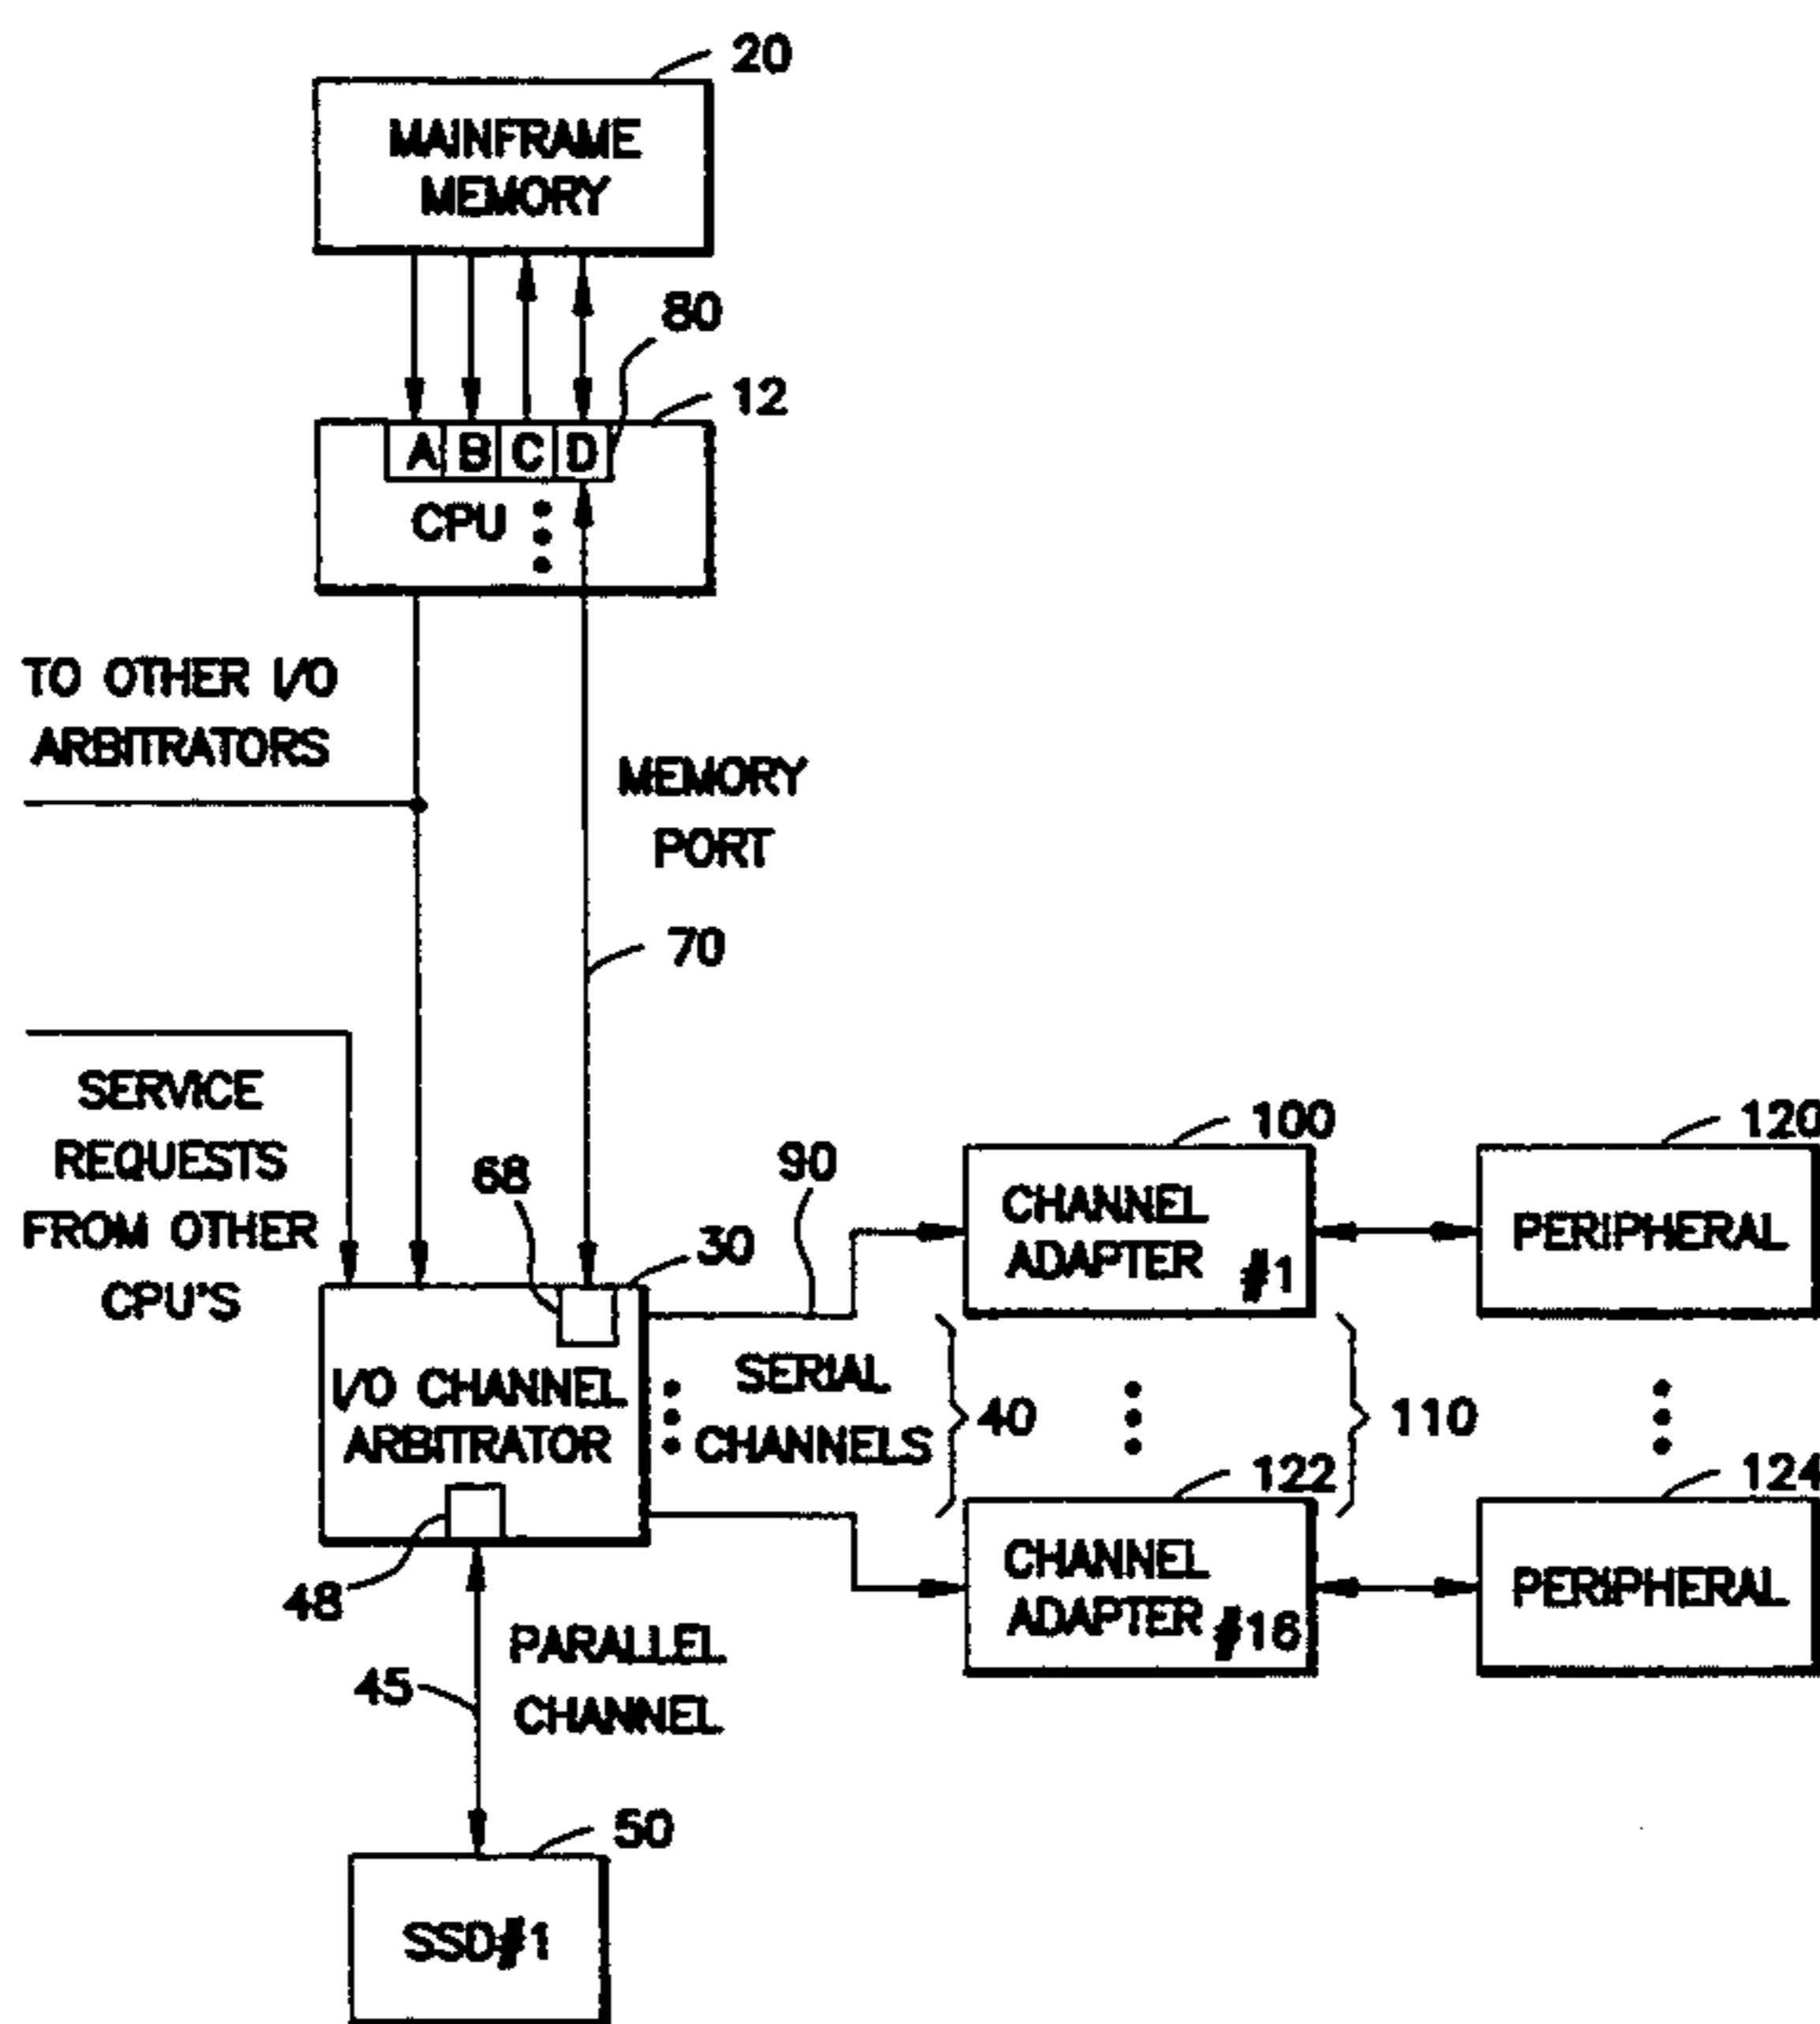 20
MAINFRAME
MEMORY
80
12
A B C D
CPU
TO OTHER I/O
ARBITRATORS
MEMORY
PORT
70
SERVICE
REQUESTS
FROM OTHER
CPU'S
68
30
90
100
CHANNEL
ADAPTER #1
120
PERIPHERAL
I/O CHANNEL
ARBITRATOR
SERIAL
CHANNELS
40
110
122
CHANNEL
ADAPTER #16
124
PERIPHERAL
48
45
PARALLEL
CHANNEL
50
SSD#1